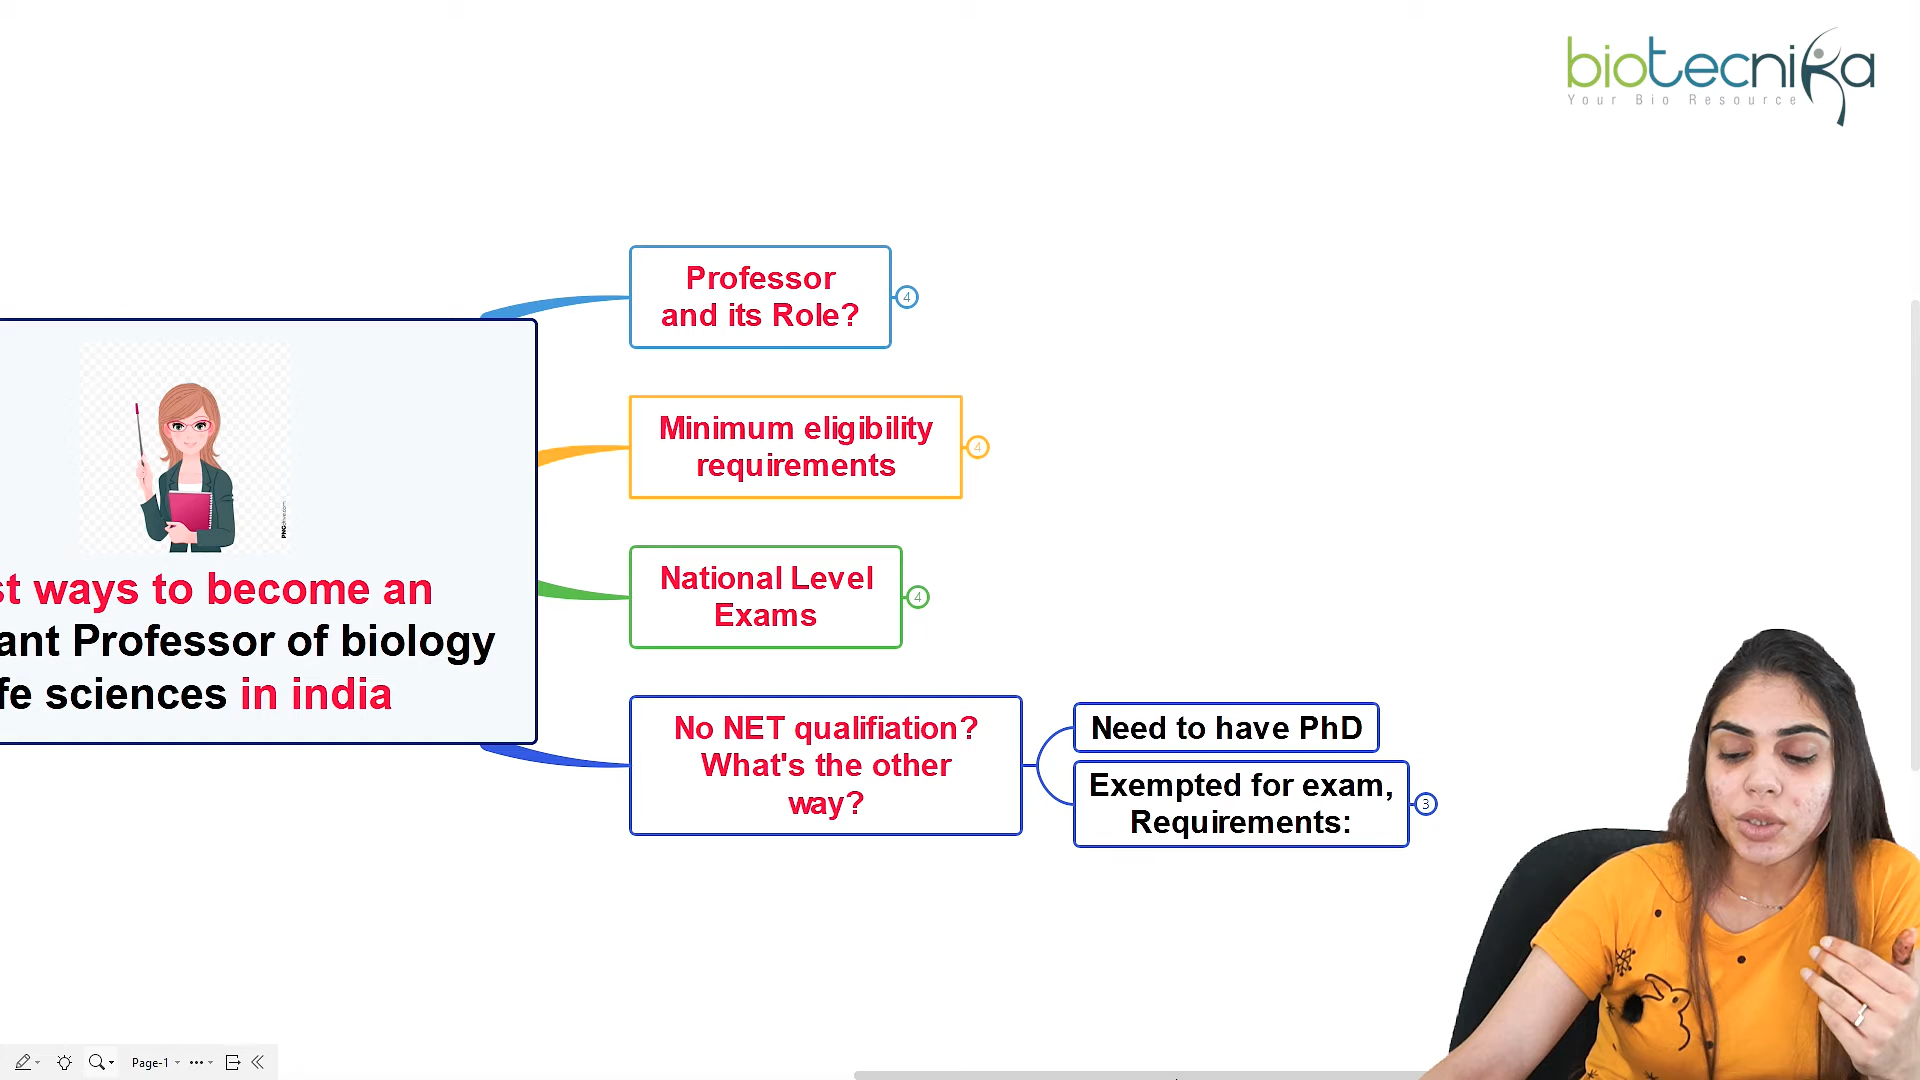 biotecnika
Your Bio Resource
Professor
and its Role?
4
Minimum eligibility
requirements
4
National Level
Exams
4
No NET qualifiation?
What's the other
way?
Need to have PhD
Exempted for exam,
Requirements:
3
st ways to become an
ant Professor of biology
fe sciences in india
Page-1